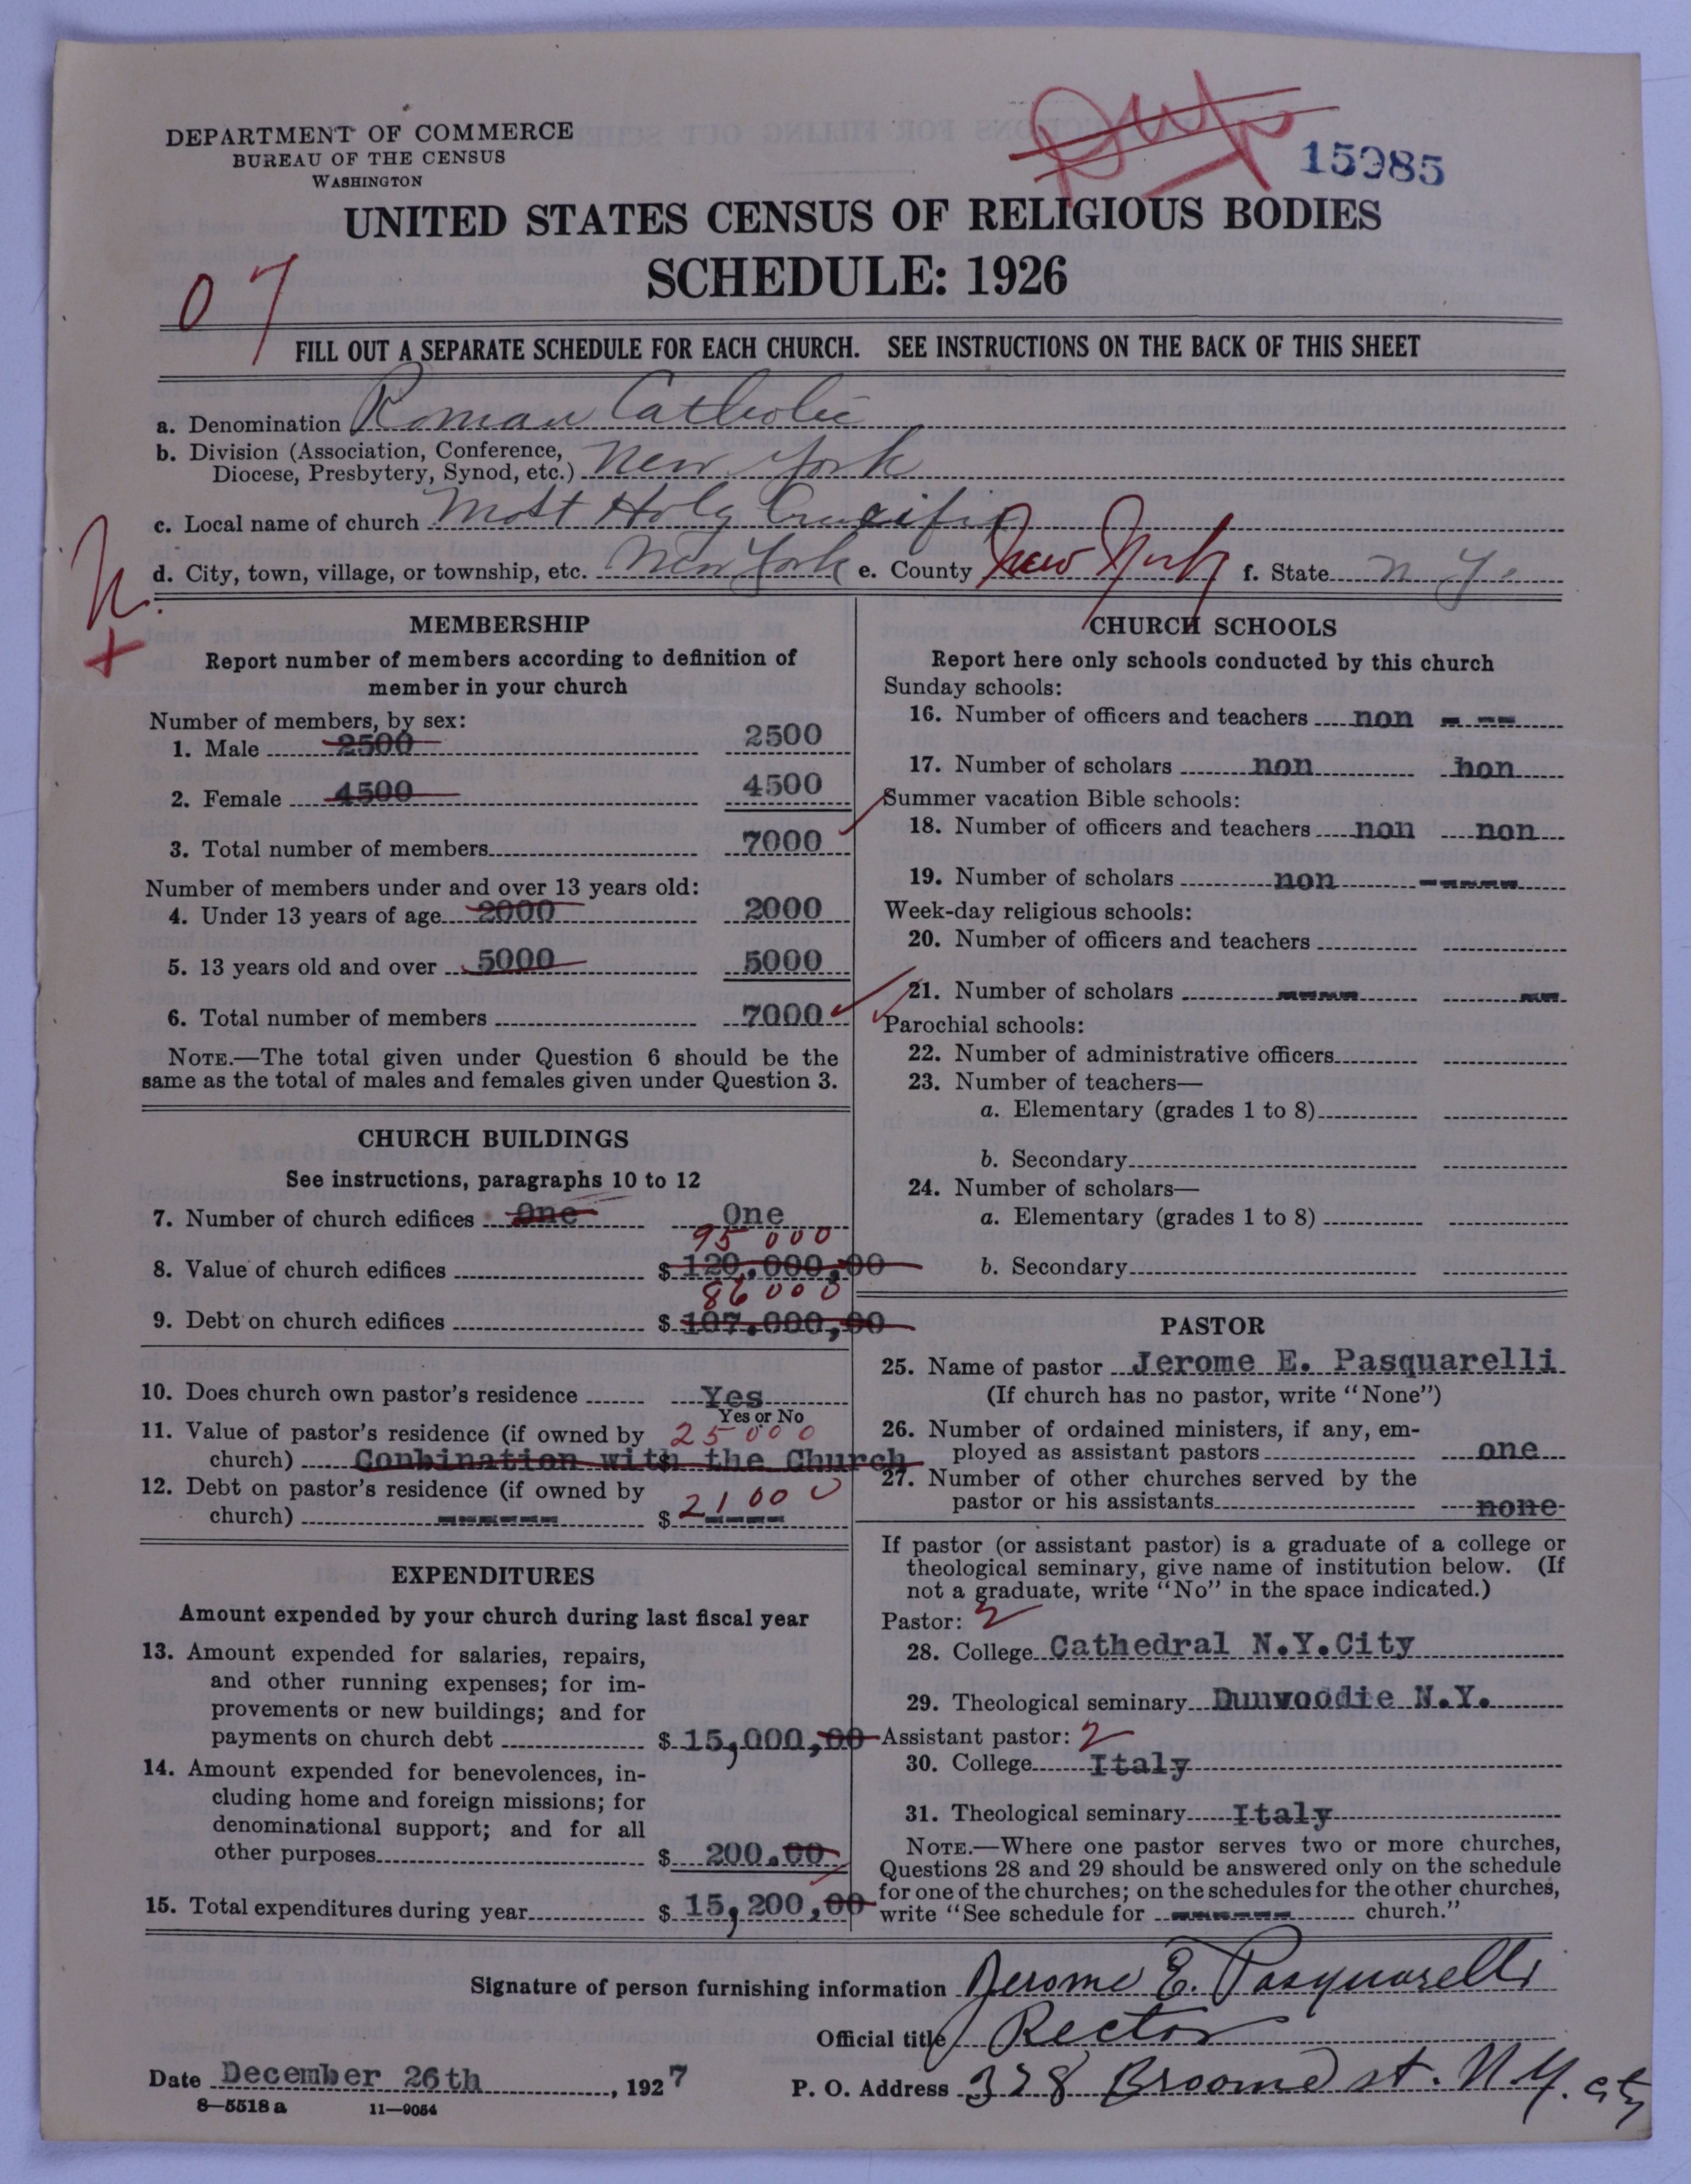 DEPARTMENT OF COMMERCE
BUREAU OF THE CENSUS
WASHINGTON
Dup
15985
UNITED STATES CENSUS OF RELIGIOUS BODIES
SCHEDULE: 1926
07
FILL OUT A SEPARATE SCHEDULE FOR EACH CHURCH. SEE INSTRUCTIONS ON THE BACK OF THIS SHEET
a. Denomination Roman Catholic
b. Division (Association, Conference,
Diocese, Presbytery, Synod, etc.) New York
c. Local name of church Most Holy Crucifix
d. City, town, village, or township, etc. New York e. County New York f. State N. Y.
MEMBERSHIP
Report number of members according to definition of
member in your church
Number of members, by sex:
1. Male 2500 2500
2. Female 4500 4500
3. Total number of members 7000
Number of members under and over 13 years old:
4. Under 13 years of age 2000 2000
5. 13 years old and over 5000 5000
6. Total number of members 7000
NOTE.—The total given under Question 6 should be the
same as the total of males and females given under Question 3.
CHURCH BUILDINGS
See instructions, paragraphs 10 to 12
7. Number of church edifices One One
95 000
8. Value of church edifices $ 120,000,00
86 000
9. Debt on church edifices $ 107.000,00
10. Does church own pastor's residence Yes
Yes or No
11. Value of pastor's residence (if owned by 25 000
church) Conbination with the Church
12. Debt on pastor's residence (if owned by
church) ------ $ 21 000 ----
EXPENDITURES
Amount expended by your church during last fiscal year
13. Amount expended for salaries, repairs,
and other running expenses; for im-
provements or new buildings; and for
payments on church debt $ 15,000,00
14. Amount expended for benevolences, in-
cluding home and foreign missions; for
denominational support; and for all
other purposes $ 200.00
15. Total expenditures during year $ 15,200,00
CHURCH SCHOOLS
Report here only schools conducted by this church
Sunday schools:
16. Number of officers and teachers non - --
17. Number of scholars non hon
Summer vacation Bible schools:
18. Number of officers and teachers non non
19. Number of scholars non -----
Week-day religious schools:
20. Number of officers and teachers
21. Number of scholars ---- --
Parochial schools:
22. Number of administrative officers
23. Number of teachers—
a. Elementary (grades 1 to 8)
b. Secondary
24. Number of scholars—
a. Elementary (grades 1 to 8)
b. Secondary
PASTOR
25. Name of pastor Jerome E. Pasquarelli
(If church has no pastor, write "None")
26. Number of ordained ministers, if any, em-
ployed as assistant pastors one
27. Number of other churches served by the
pastor or his assistants none
If pastor (or assistant pastor) is a graduate of a college or
theological seminary, give name of institution below. (If
not a graduate, write "No" in the space indicated.)
Pastor: 2
28. College Cathedral N.Y.City
29. Theological seminary Dunwoodie N.Y.
Assistant pastor: 2
30. College Italy
31. Theological seminary Italy
NOTE.—Where one pastor serves two or more churches,
Questions 28 and 29 should be answered only on the schedule
for one of the churches; on the schedules for the other churches,
write "See schedule for ------ church."
Signature of person furnishing information Jerome E. Pasquarelli
Official title Rector
Date December 26th, 1927 P. O. Address 378 Broome st. N.Y. City
8—5518 a 11—9054